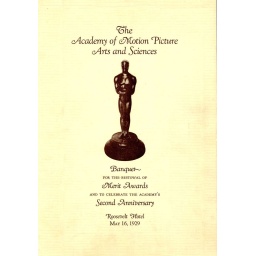 The
Academy of Motion Picture
Arts and Sciences
Banquet
FOR THE BESTOWAL OF
Merit Awards
AND TO CELEBRATE THE ACADEMY'S
Second Anniversary
Roosevelt Hotel
May 16, 1929